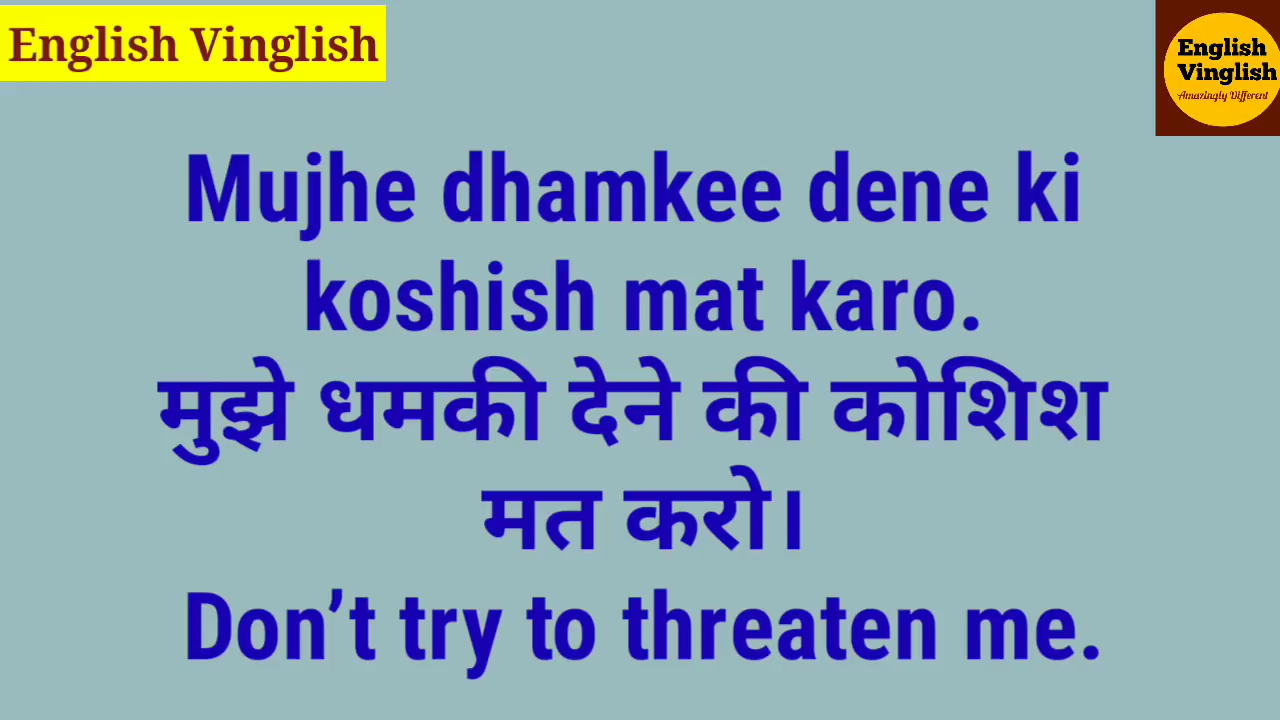 English Vinglish
English
Vinglish
Amazingly Different
Mujhe dhamkee dene ki
koshish mat karo.
मुझे धमकी देने की कोशिश
मत करो।
Don’t try to threaten me.